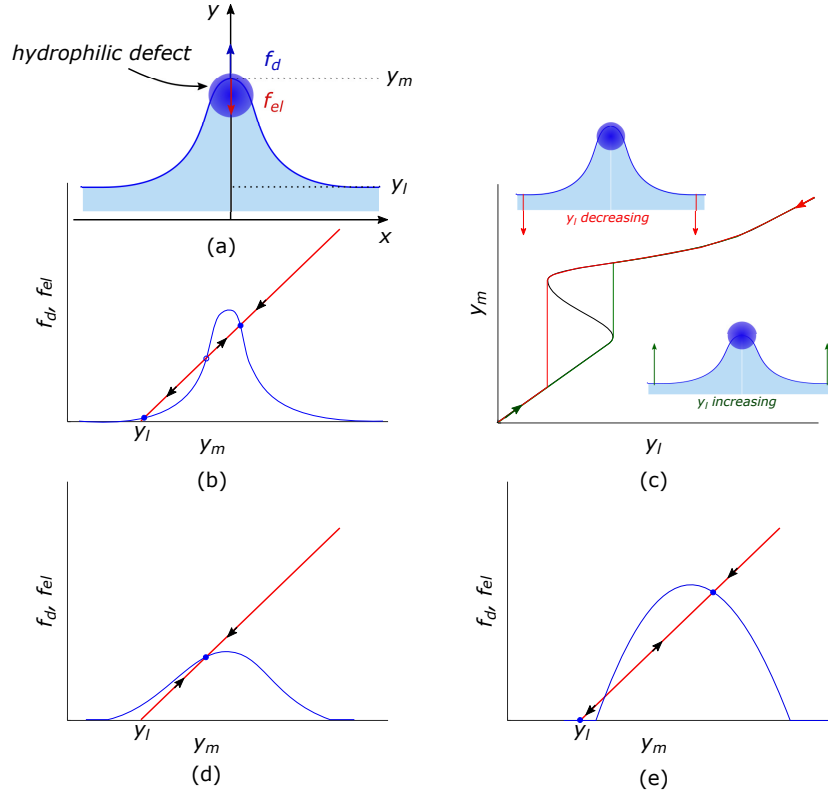 y
hydrophilic defect
f_d
y_m
f_el
y_l
x
(a)
f_d, f_el
y_l
y_m
(b)
y_l decreasing
y_m
y_l increasing
y_l
(c)
f_d, f_el
y_l
y_m
(d)
f_d, f_el
y_l
y_m
(e)